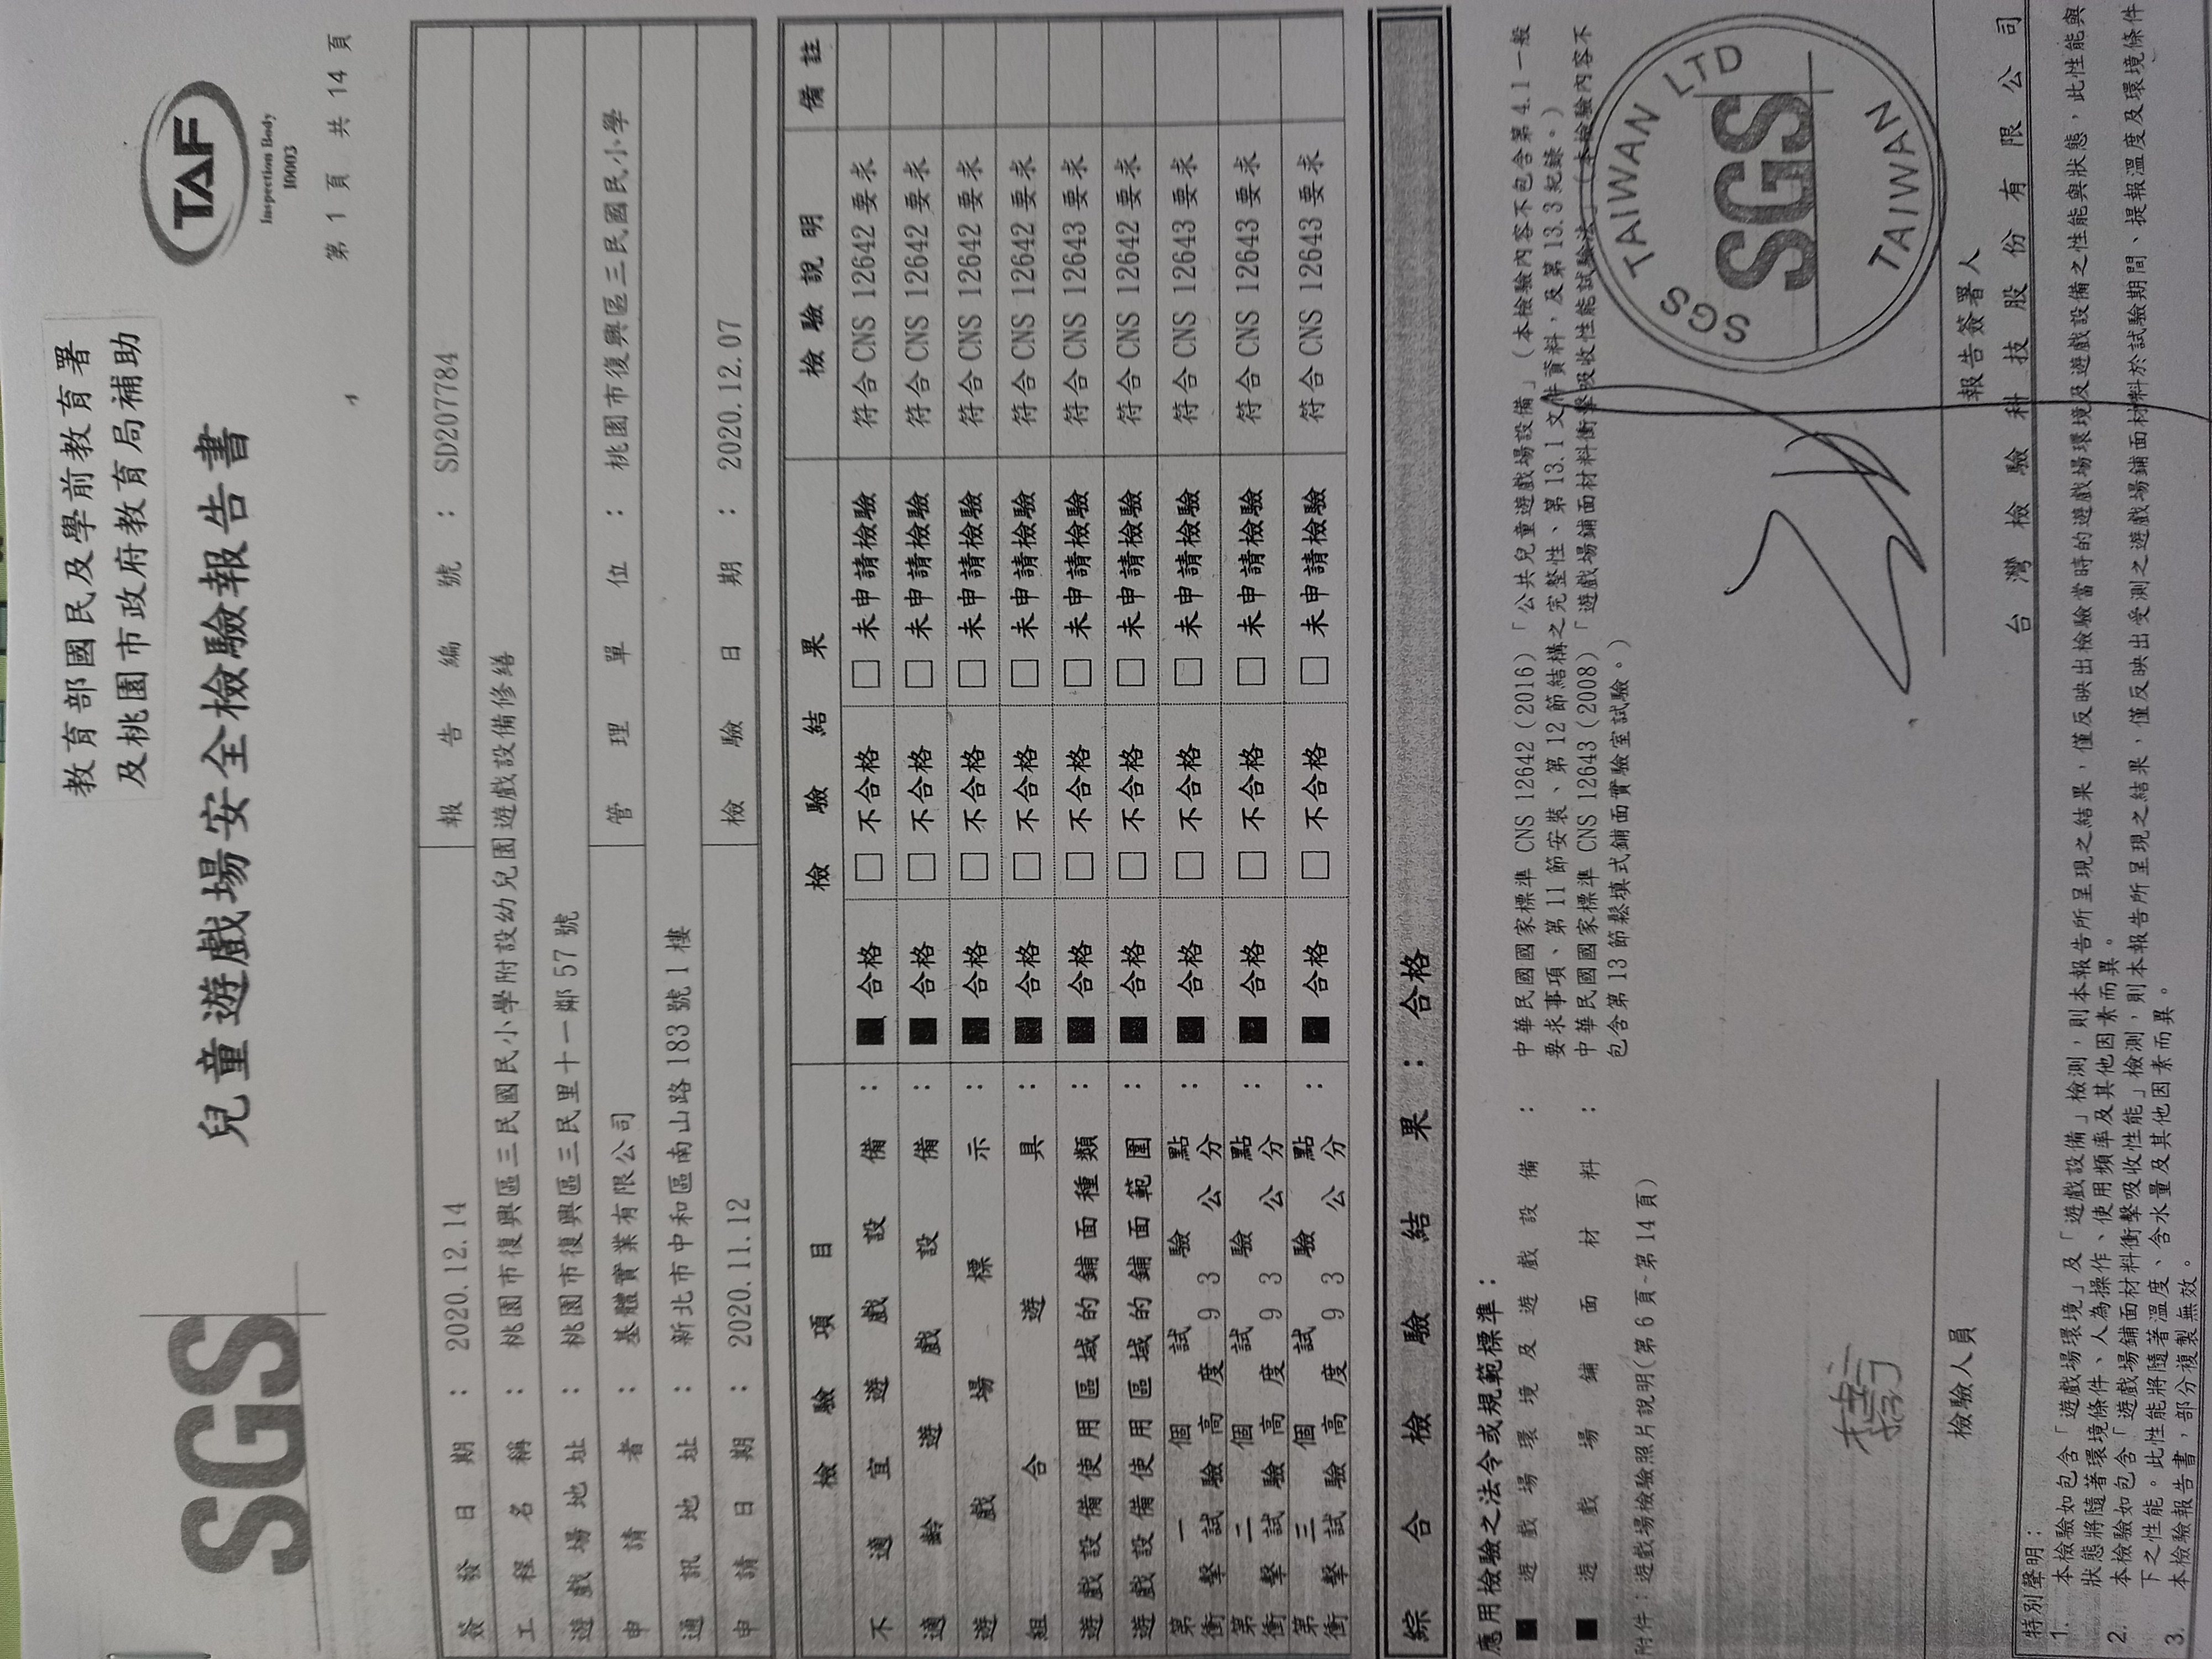 教育部國民及學前教育署
及桃園市政府教育局補助
SGS
兒童遊戲場安全檢驗報告書
TAF
Inspection Body
I0003
第 1 頁 共 14 頁
簽發日期： 2020.12.14 報告編號： SD207784
工程名稱： 桃園市復興區三民國民小學附設幼兒園遊戲設備修繕
遊戲場地址： 桃園市復興區三民里十一鄰 57 號
申請者： 基體實業有限公司 管理單位： 桃園市復興區三民國民小學
通訊地址： 新北市中和區南山路 183 號 1 樓
申請日期： 2020.11.12 檢驗日期： 2020.12.07
檢驗項目 檢驗結果 檢驗說明 備註
不適宜遊戲設備： ■ 合格 □ 不合格 □ 未申請檢驗 符合 CNS 12642 要求
適齡遊戲設備： ■ 合格 □ 不合格 □ 未申請檢驗 符合 CNS 12642 要求
遊戲場標示： ■ 合格 □ 不合格 □ 未申請檢驗 符合 CNS 12642 要求
組合遊具： ■ 合格 □ 不合格 □ 未申請檢驗 符合 CNS 12642 要求
遊戲設備使用區域的鋪面種類： ■ 合格 □ 不合格 □ 未申請檢驗 符合 CNS 12643 要求
遊戲設備使用區域的鋪面範圍： ■ 合格 □ 不合格 □ 未申請檢驗 符合 CNS 12642 要求
第一個試驗點
衝擊試驗高度 93 公分： ■ 合格 □ 不合格 □ 未申請檢驗 符合 CNS 12643 要求
第二個試驗點
衝擊試驗高度 93 公分： ■ 合格 □ 不合格 □ 未申請檢驗 符合 CNS 12643 要求
第三個試驗點
衝擊試驗高度 93 公分： ■ 合格 □ 不合格 □ 未申請檢驗 符合 CNS 12643 要求
綜合檢驗結果：合格
應用檢驗之法令或規範標準：
■ 遊戲場環境及遊戲設備： 中華民國國家標準 CNS 12642（2016）「公共兒童遊戲場設備」（本檢驗內容不包含第 4.1 一般
要求事項、第 11 節安裝、第 12 節結構之完整性、第 13.1 文件資料，及第 13.3 紀錄。）
■ 遊戲場鋪面材料： 中華民國國家標準 CNS 12643（2008）「遊戲場鋪面材料衝擊吸收性能試驗法」（本檢驗內容不
包含第 13 節鬆填式鋪面實驗室試驗。）
附件：遊戲場檢驗照片說明(第 6 頁~第 14 頁)
SGS TAIWAN LTD
SGS
TAIWAN
檢驗人員
報告簽署人
台灣檢驗科技股份有限公司
特別聲明：
1. 本檢驗如包含「遊戲場環境」及「遊戲設備」檢測，則本報告所呈現之結果，僅反映出檢驗當時的遊戲場環境及遊戲設備之性能與狀態，此性能與
狀態將隨著環境條件、人為操作、使用頻率及其他因素而異。
2. 本檢驗如包含「遊戲場鋪面材料衝擊吸收性能」檢測，則本報告所呈現之結果，僅反映出受測之遊戲場鋪面材料於試驗期間、提報溫度及環境條件
下之性能。此性能將隨著溫度、含水量及其他因素而異。
3. 本檢驗報告書，部分複製無效。